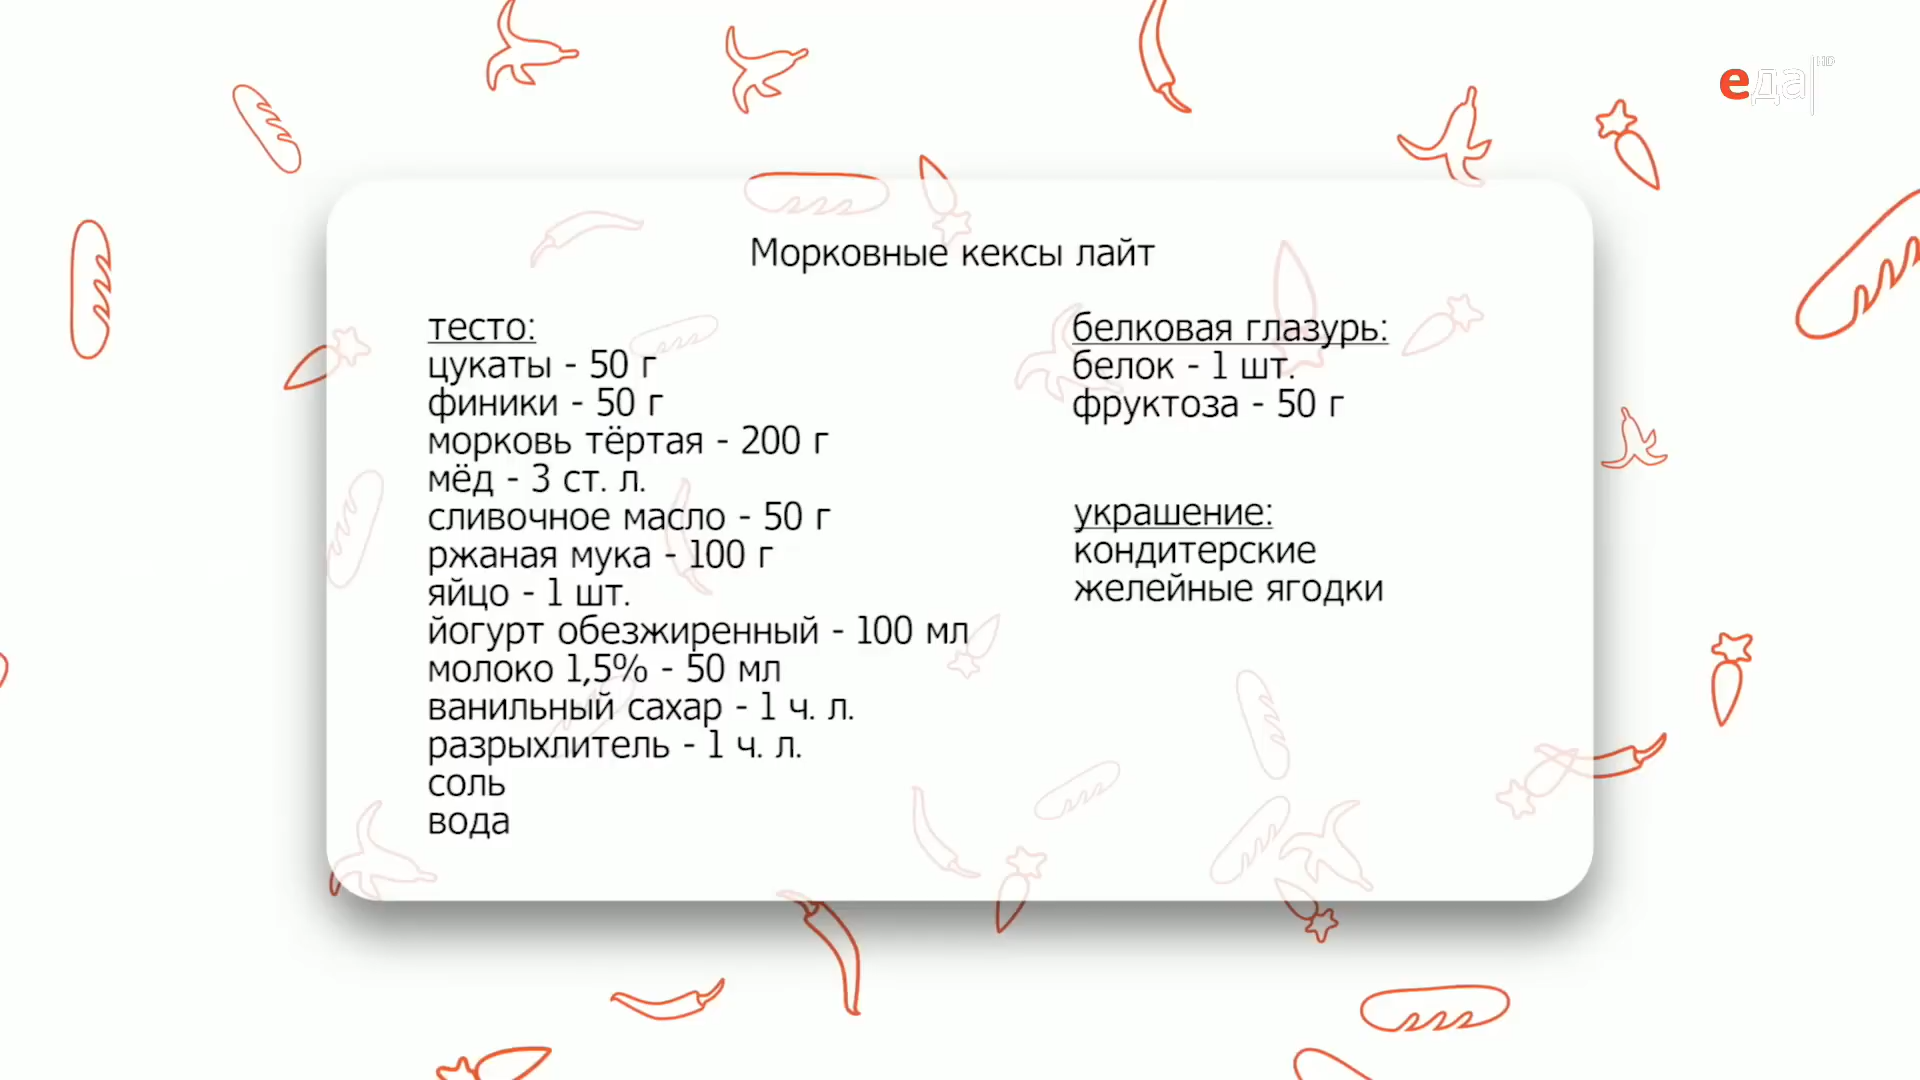 еда HD
Морковные кексы лайт
тесто:
цукаты - 50 г
финики - 50 г
морковь тёртая - 200 г
мёд - 3 ст. л.
сливочное масло - 50 г
ржаная мука - 100 г
яйцо - 1 шт.
йогурт обезжиренный - 100 мл
молоко 1,5% - 50 мл
ванильный сахар - 1 ч. л.
разрыхлитель - 1 ч. л.
соль
вода
белковая глазурь:
белок - 1 шт.
фруктоза - 50 г
украшение:
кондитерские
желейные ягодки